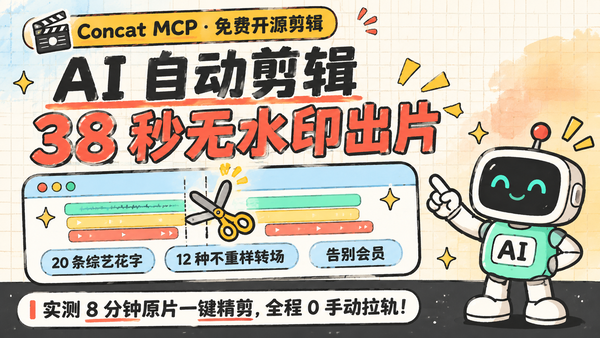 Concat MCP · 免费开源剪辑
AI 自动剪辑
38 秒无水印出片
20 条综艺花字
12 种不重样转场
告别会员
AI
实测 8 分钟原片一键精剪，全程 0 手动拉轨！